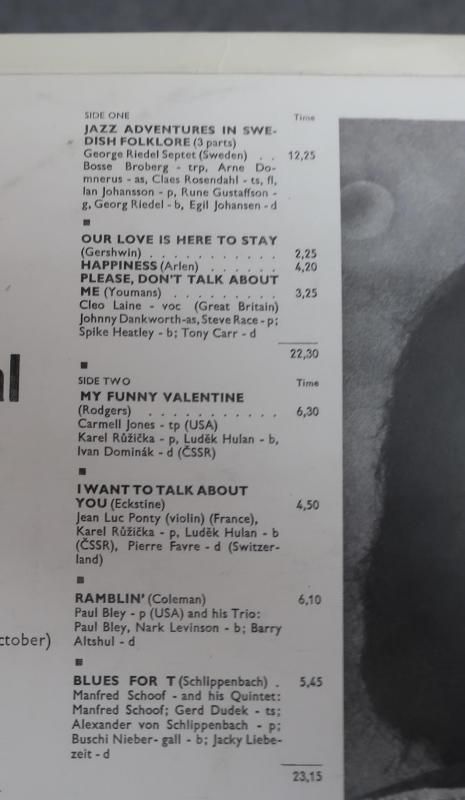 SIDE ONE Time
JAZZ ADVENTURES IN SWE-
DISH FOLKLORE (3 parts)
George Riedel Septet (Sweden) . . 12,25
Bosse Broberg - trp, Arne Do-
mnerus - as, Claes Rosendahl - ts, fl,
Ian Johansson - p, Rune Gustaffson -
g, Georg Riedel - b, Egil Johansen - d
OUR LOVE IS HERE TO STAY
(Gershwin) . . . . . . . . . . . 2,25
HAPPINESS (Arlen) . . . . . . 4,20
PLEASE, DON'T TALK ABOUT
ME (Youmans) . . . . . . . . . 3,25
Cleo Laine - voc (Great Britain)
Johnny Dankworth-as, Steve Race - p;
Spike Heatley - b; Tony Carr - d
22,30
SIDE TWO Time
MY FUNNY VALENTINE
(Rodgers) . . . . . . . . . . . 6,30
Carmell Jones - tp (USA)
Karel Růžička - p, Luděk Hulan - b,
Ivan Dominák - d (ČSSR)
I WANT TO TALK ABOUT
YOU (Eckstine) 4,50
Jean Luc Ponty (violin) (France),
Karel Růžička - p, Luděk Hulan - b
(ČSSR), Pierre Favre - d (Switzer-
land)
RAMBLIN' (Coleman) 6,10
Paul Bley - p (USA) and his Trio:
Paul Bley, Nark Levinson - b; Barry
Altshul - d
ctober)
BLUES FOR T (Schlippenbach) . 5,45
Manfred Schoof - and his Quintet:
Manfred Schoof; Gerd Dudek - ts;
Alexander von Schlippenbach - p;
Buschi Nieber- gall - b; Jacky Liebe-
zeit - d
23,15